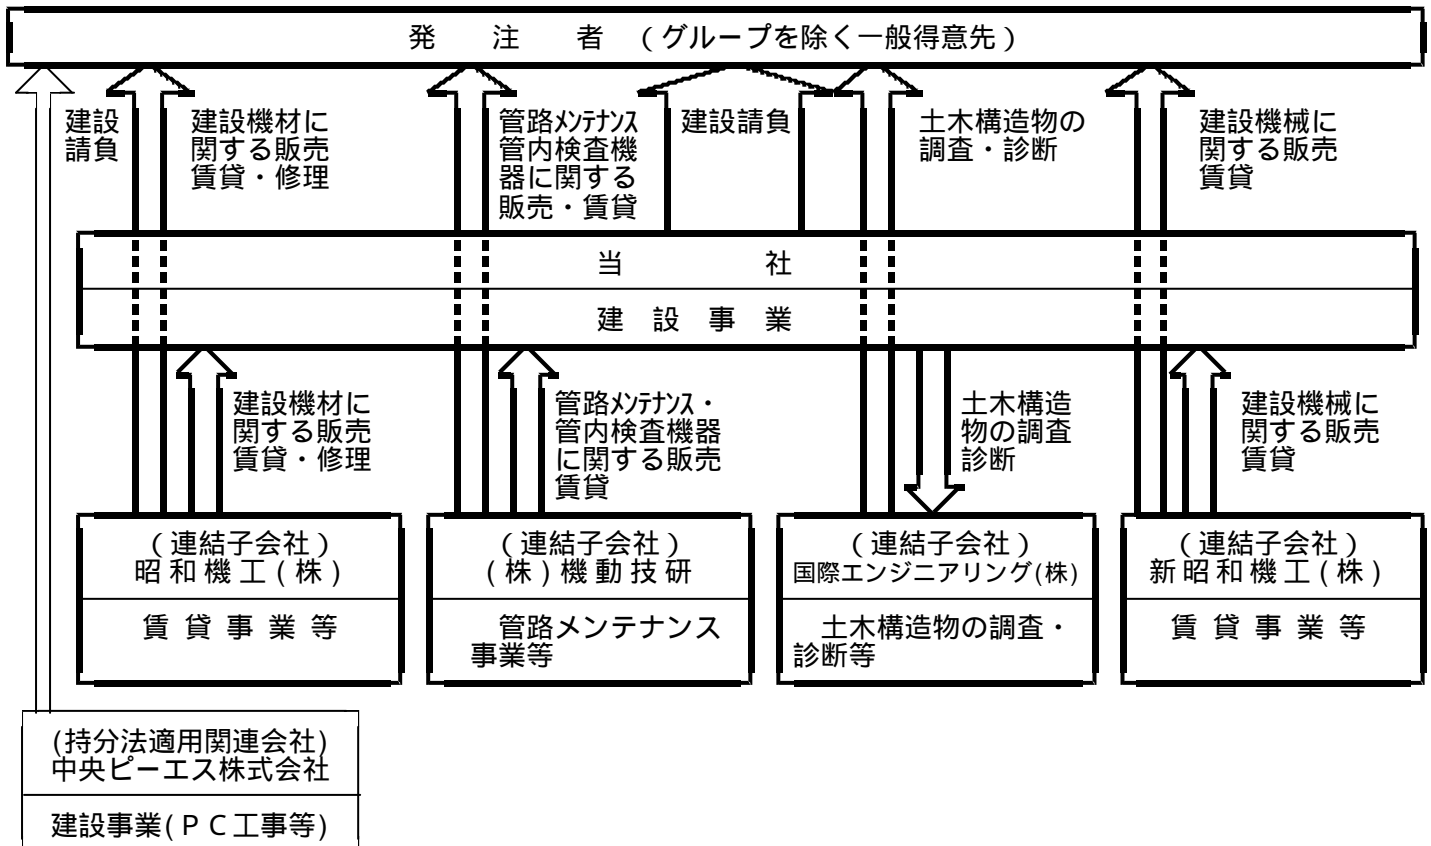 発　注　者　（グループを除く一般得意先）
建設
請負
建設機材に
関する販売
賃貸・修理
管路ﾒﾝﾃﾅﾝｽ
管内検査機
器に関する
販売・賃貸
建設請負
土木構造物の
調査・診断
建設機械に
関する販売
賃貸
当　　　社
建　設　事　業
建設機材に
関する販売
賃貸・修理
管路ﾒﾝﾃﾅﾝｽ・
管内検査機器
に関する販売
賃貸
土木構造
物の調査
診断
建設機械に
関する販売
賃貸
（連結子会社）
昭和機工(株)
賃貸事業等
（連結子会社）
(株)機動技研
管路メンテナンス
事業等
（連結子会社）
国際エンジニアリング(株)
土木構造物の調査・
診断等
（連結子会社）
新昭和機工(株)
賃貸事業等
(持分法適用関連会社)
中央ピーエス株式会社
建設事業(ＰＣ工事等)